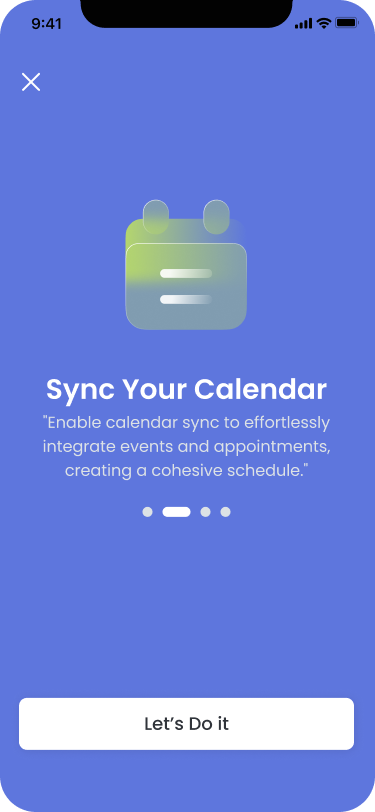 9:41
Sync Your Calendar
"Enable calendar sync to effortlessly
integrate events and appointments,
creating a cohesive schedule."
Let’s Do it